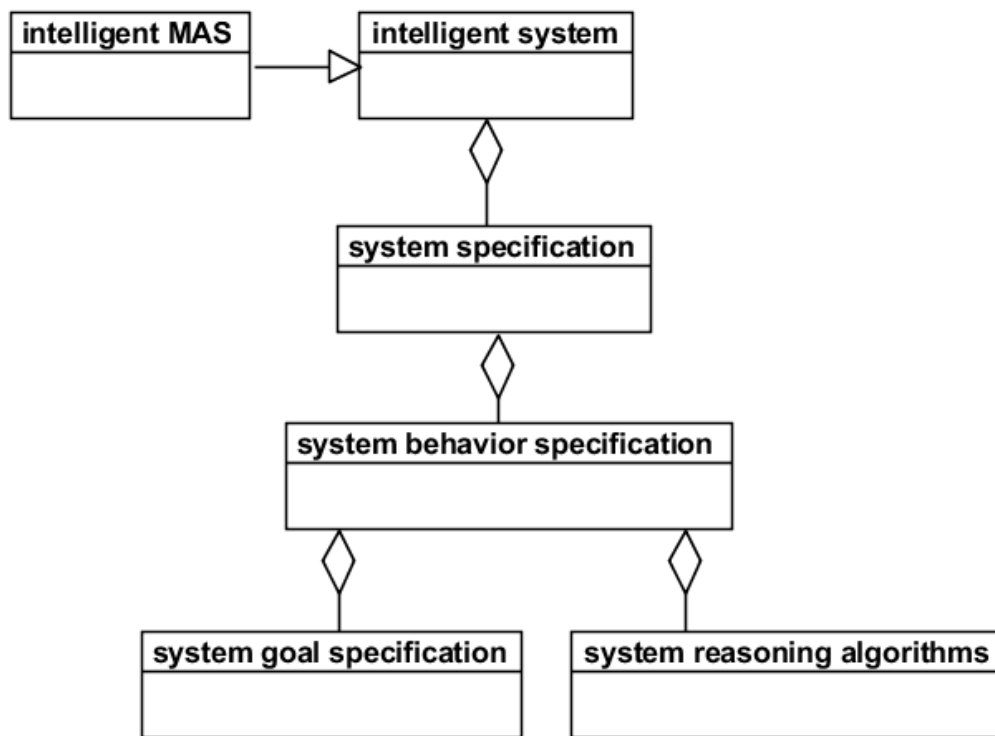 intelligent MAS
intelligent system
system specification
system behavior specification
system goal specification
system reasoning algorithms